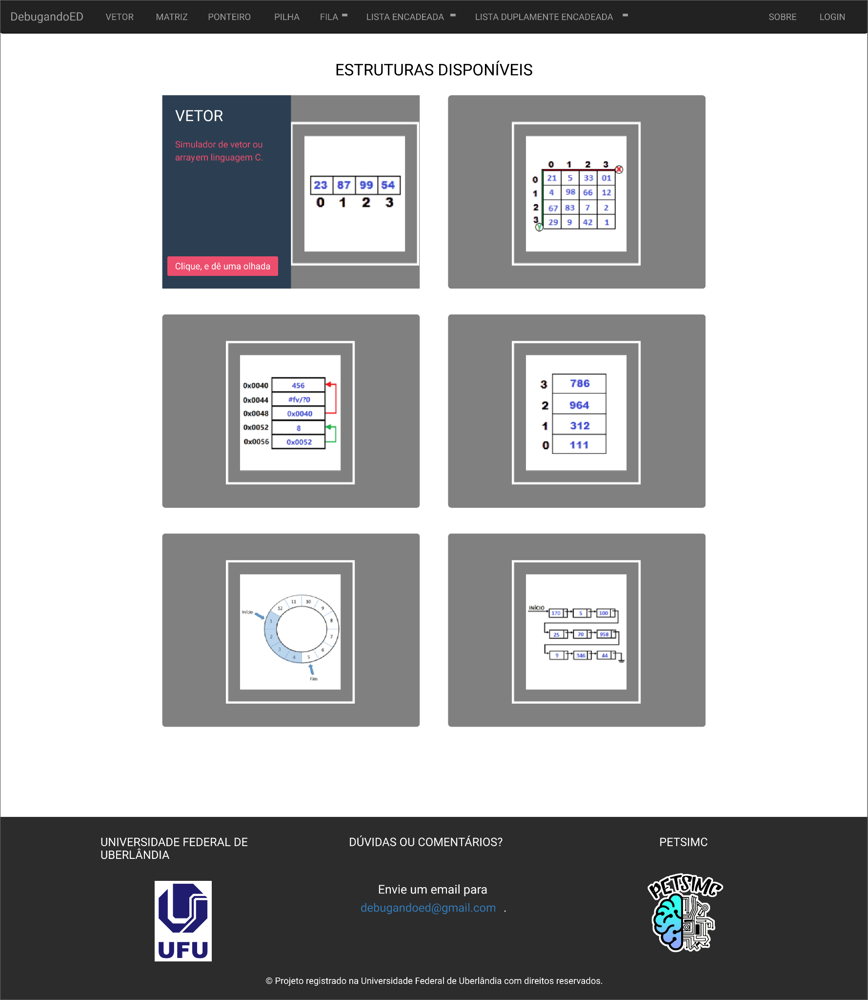 DebugandoED VETOR MATRIZ PONTEIRO PILHA FILA LISTA ENCADEADA LISTA DUPLAMENTE ENCADEADA SOBRE LOGIN
ESTRUTURAS DISPONÍVEIS
VETOR
Simulador de vetor ou
arrayem linguagem C.
Clique, e dê uma olhada
23 87 99 54
0 1 2 3
0 1 2 3 X
0 21 5 33 01
1 4 98 66 12
2 67 83 7 2
3 29 9 42 1
Y
0x0040 456
0x0044 #fv/?0
0x0048 0x0040
0x0052 8
0x0056 0x0052
3 786
2 964
1 312
0 111
Início
1 2 3 4 5 6 7 8 9 10 11 12
Fim
INÍCIO 170 5 100
25 70 958
9 346 44
UNIVERSIDADE FEDERAL DE
UBERLÂNDIA
UFU
DÚVIDAS OU COMENTÁRIOS?
Envie um email para
debugandoed@gmail.com .
PETSIMC
PETSIMC
© Projeto registrado na Universidade Federal de Uberlândia com direitos reservados.